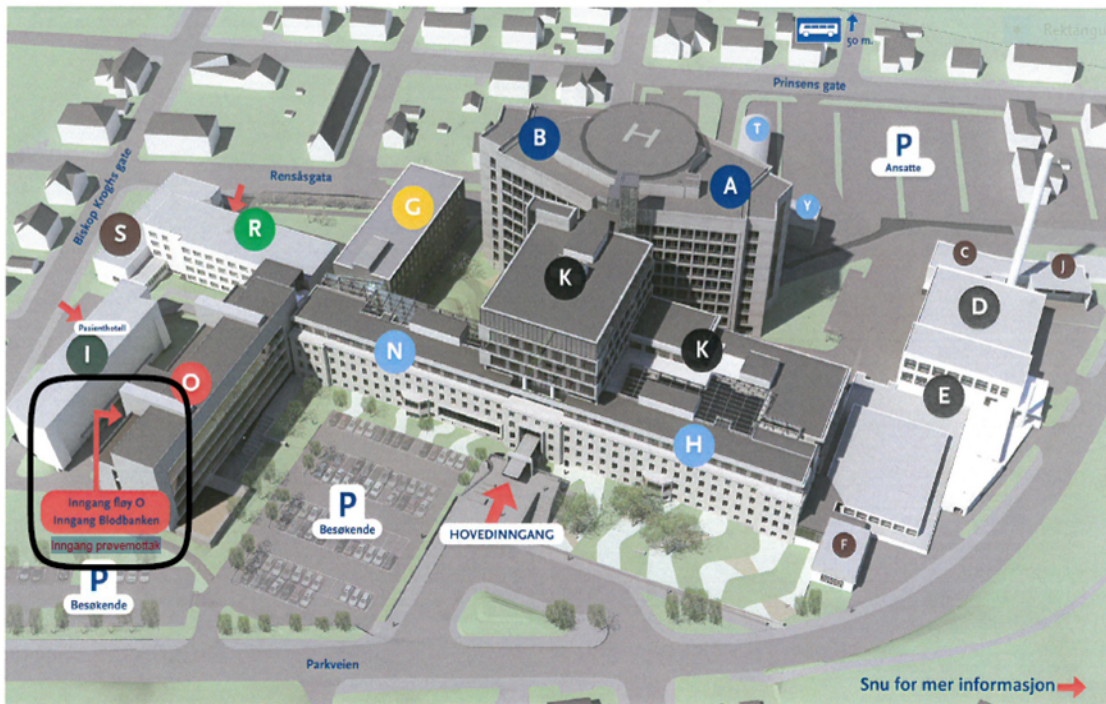 50 m.
Rektangu
Prinsens gate
B
H
T
P
Ansatte
A
Y
Biskop Kroghs gate
Rensåsgata
S
R
G
K
C
J
D
Pasienthotell
I
O
N
K
E
H
Inngang fløy O
Inngang Blodbanken
Inngang prøvemottak
P
Besøkende
HOVEDINNGANG
F
P
Besøkende
Parkveien
Snu for mer informasjon